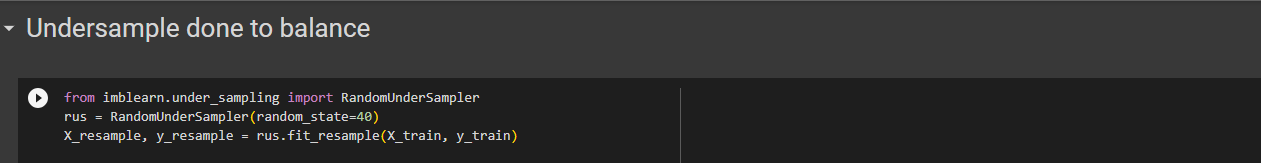 Undersample done to balance
from imblearn.under_sampling import RandomUnderSampler
rus = RandomUnderSampler(random_state=40)
X_resample, y_resample = rus.fit_resample(X_train, y_train)